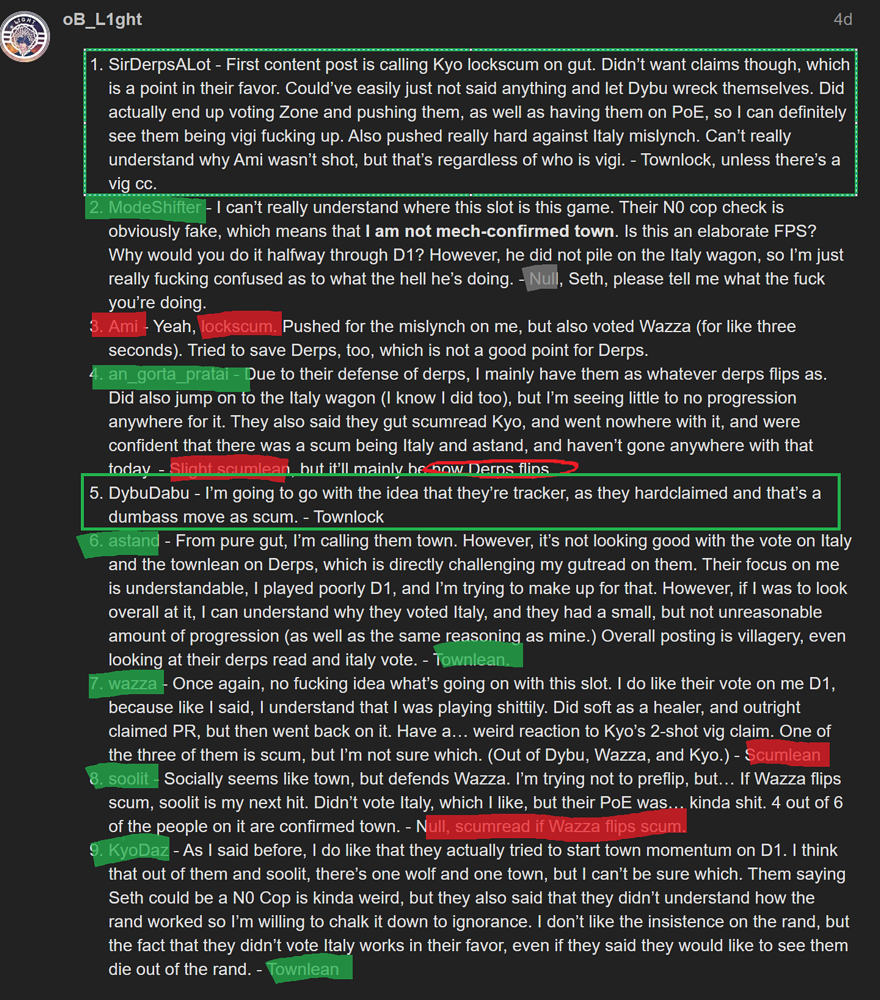 oB_L1ght
4d
1. SirDerpsALot - First content post is calling Kyo lockscum on gut. Didn’t want claims though, which
is a point in their favor. Could’ve easily just not said anything and let Dybu wreck themselves. Did
actually end up voting Zone and pushing them, as well as having them on PoE, so I can definitely
see them being vigi fucking up. Also pushed really hard against Italy mislynch. Can’t really
understand why Ami wasn’t shot, but that’s regardless of who is vigi. - Townlock, unless there’s a
vig cc.
2. ModeShifter - I can’t really understand where this slot is this game. Their N0 cop check is
obviously fake, which means that I am not mech-confirmed town. Is this an elaborate FPS?
Why would you do it halfway through D1? However, he did not pile on the Italy wagon, so I’m just
really fucking confused as to what the hell he’s doing. - Null, Seth, please tell me what the fuck
you’re doing.
3. Ami - Yeah, lockscum. Pushed for the mislynch on me, but also voted Wazza (for like three
seconds). Tried to save Derps, too, which is not a good point for Derps.
4. an_gorta_pratai - Due to their defense of derps, I mainly have them as whatever derps flips as.
Did also jump on to the Italy wagon (I know I did too), but I’m seeing little to no progression
anywhere for it. They also said they gut scumread Kyo, and went nowhere with it, and were
confident that there was a scum being Italy and astand, and haven’t gone anywhere with that
today. - Slight scumlean, but it’ll mainly be how Derps flips
5. DybuDabu - I’m going to go with the idea that they’re tracker, as they hardclaimed and that’s a
dumbass move as scum. - Townlock
6. astand - From pure gut, I’m calling them town. However, it’s not looking good with the vote on Italy
and the townlean on Derps, which is directly challenging my gutread on them. Their focus on me
is understandable, I played poorly D1, and I’m trying to make up for that. However, if I was to look
overall at it, I can understand why they voted Italy, and they had a small, but not unreasonable
amount of progression (as well as the same reasoning as mine.) Overall posting is villagery, even
looking at their derps read and italy vote. - Townlean.
7. wazza - Once again, no fucking idea what’s going on with this slot. I do like their vote on me D1,
because like I said, I understand that I was playing shittily. Did soft as a healer, and outright
claimed PR, but then went back on it. Have a… weird reaction to Kyo’s 2-shot vig claim. One of
the three of them is scum, but I’m not sure which. (Out of Dybu, Wazza, and Kyo.) - Scumlean
8. soolit - Socially seems like town, but defends Wazza. I’m trying not to preflip, but… If Wazza flips
scum, soolit is my next hit. Didn’t vote Italy, which I like, but their PoE was… kinda shit. 4 out of 6
of the people on it are confirmed town. - Null, scumread if Wazza flips scum.
9. KyoDaz - As I said before, I do like that they actually tried to start town momentum on D1. I think
that out of them and soolit, there’s one wolf and one town, but I can’t be sure which. Them saying
Seth could be a N0 Cop is kinda weird, but they also said that they didn’t understand how the
rand worked so I’m willing to chalk it down to ignorance. I don’t like the insistence on the rand, but
the fact that they didn’t vote Italy works in their favor, even if they said they would like to see them
die out of the rand. - Townlean